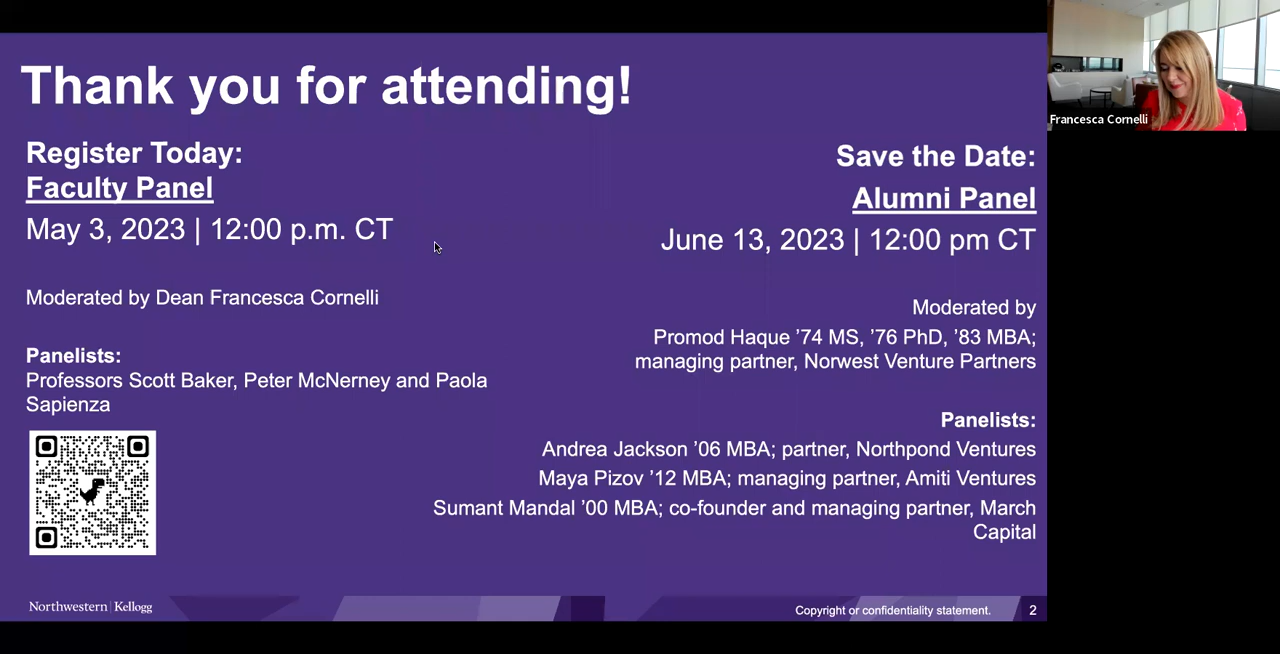 Thank you for attending!
Register Today:
Faculty Panel
May 3, 2023 | 12:00 p.m. CT
Moderated by Dean Francesca Cornelli
Panelists:
Professors Scott Baker, Peter McNerney and Paola
Sapienza
Save the Date:
Alumni Panel
June 13, 2023 | 12:00 pm CT
Moderated by
Promod Haque ’74 MS, ’76 PhD, ’83 MBA;
managing partner, Norwest Venture Partners
Panelists:
Andrea Jackson ’06 MBA; partner, Northpond Ventures
Maya Pizov ’12 MBA; managing partner, Amiti Ventures
Sumant Mandal ’00 MBA; co-founder and managing partner, March
Capital
Northwestern | Kellogg
Copyright or confidentiality statement.
2
Francesca Cornelli